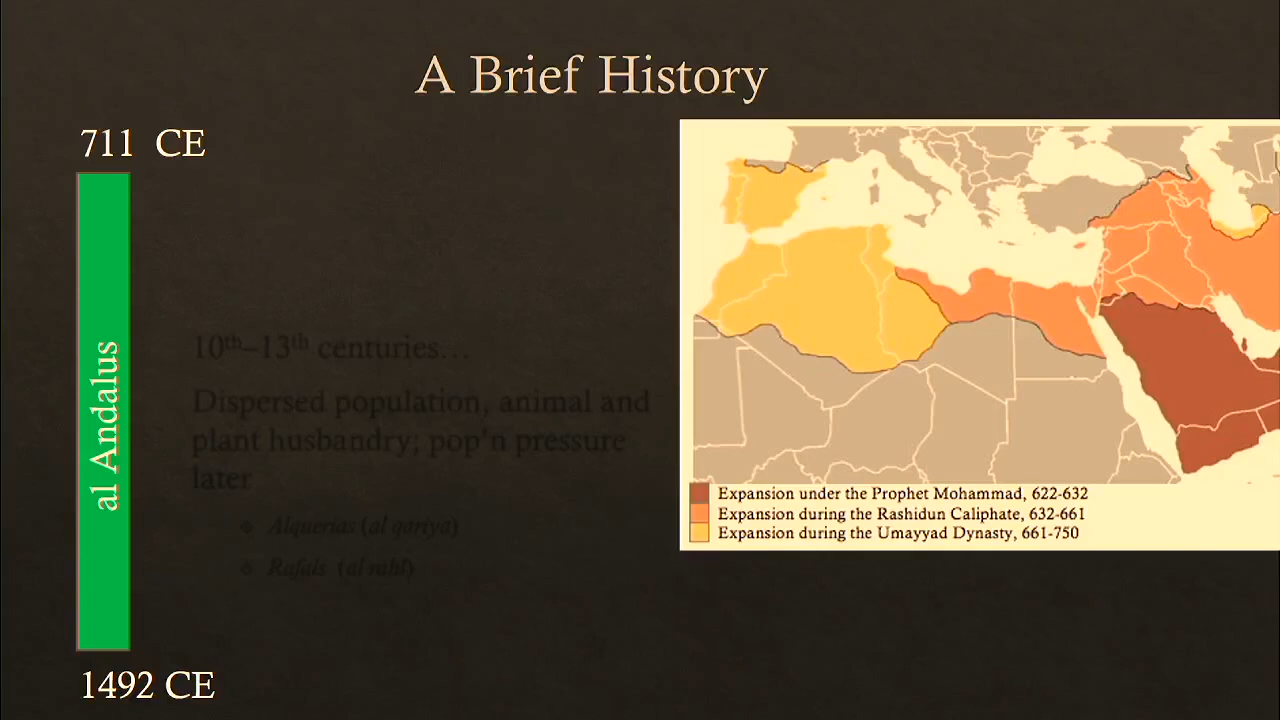 A Brief History
711 CE
al Andalus
1492 CE
10th–13th centuries…
Dispersed population, animal and
plant husbandry; pop'n pressure
later
Alquerias (al qariya)
Rafals (al rahl)
Expansion under the Prophet Mohammad, 622-632
Expansion during the Rashidun Caliphate, 632-661
Expansion during the Umayyad Dynasty, 661-750